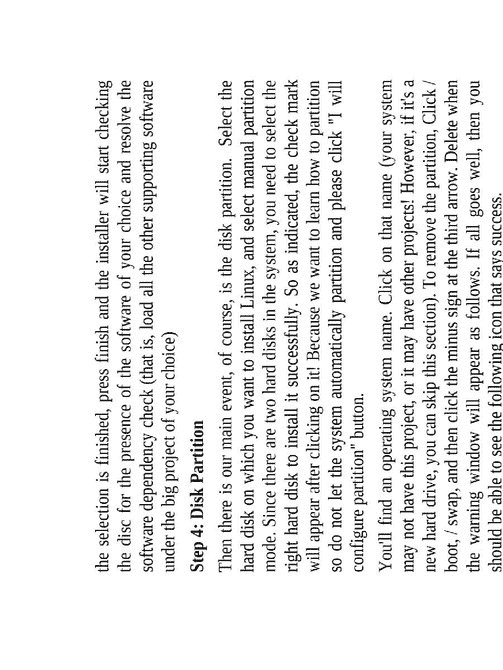 the selection is finished, press finish and the installer will start checking
the disc for the presence of the software of your choice and resolve the
software dependency check (that is, load all the other supporting software
under the big project of your choice)
Step 4: Disk Partition
Then there is our main event, of course, is the disk partition. Select the
hard disk on which you want to install Linux, and select manual partition
mode. Since there are two hard disks in the system, you need to select the
right hard disk to install it successfully. So as indicated, the check mark
will appear after clicking on it! Because we want to learn how to partition
so do not let the system automatically partition and please click "I will
configure partition" button.
You'll find an operating system name. Click on that name (your system
may not have this project, or it may have other projects! However, if it's a
new hard drive, you can skip this section). To remove the partition, Click /
boot, / swap, and then click the minus sign at the third arrow. Delete when
the warning window will appear as follows. If all goes well, then you
should be able to see the following icon that says success.